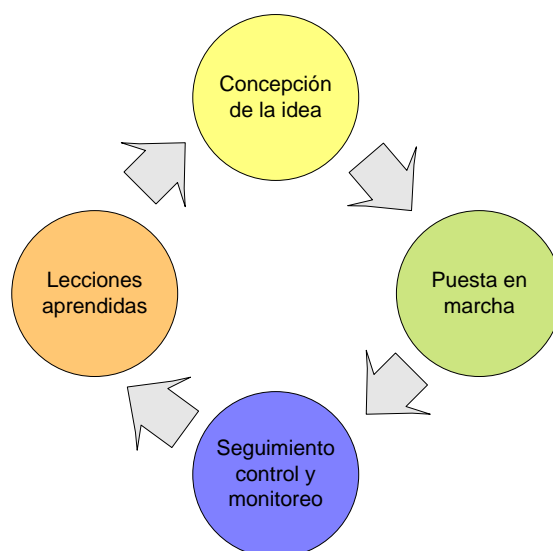 Concepción
de la idea
Puesta en
marcha
Seguimiento
control y
monitoreo
Lecciones
aprendidas